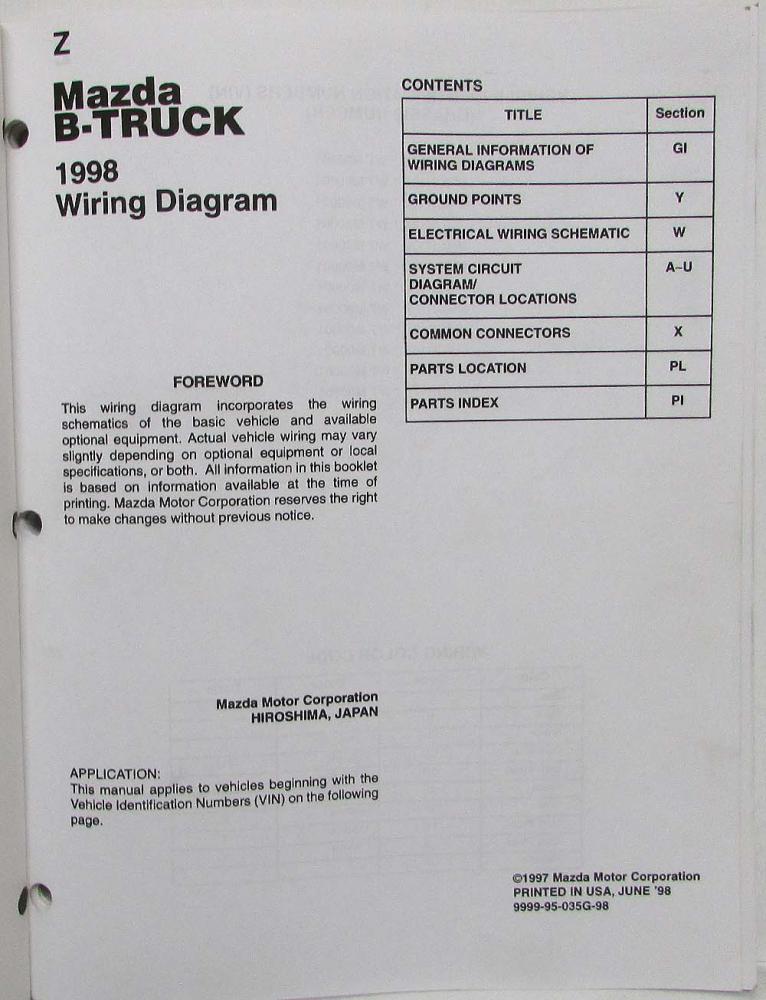 Z
Mazda
B-TRUCK
1998
Wiring Diagram
FOREWORD
This wiring diagram incorporates the wiring
schematics of the basic vehicle and available
optional equipment. Actual vehicle wiring may vary
slightly depending on optional equipment or local
specifications, or both. All information in this booklet
is based on information available at the time of
printing. Mazda Motor Corporation reserves the right
to make changes without previous notice.
Mazda Motor Corporation
HIROSHIMA, JAPAN
APPLICATION:
This manual applies to vehicles beginning with the
Vehicle Identification Numbers (VIN) on the following
page.
CONTENTS
TITLE Section
GENERAL INFORMATION OF GI
WIRING DIAGRAMS
GROUND POINTS Y
ELECTRICAL WIRING SCHEMATIC W
SYSTEM CIRCUIT A–U
DIAGRAM/
CONNECTOR LOCATIONS
COMMON CONNECTORS X
PARTS LOCATION PL
PARTS INDEX PI
©1997 Mazda Motor Corporation
PRINTED IN USA, JUNE '98
9999-95-035G-98